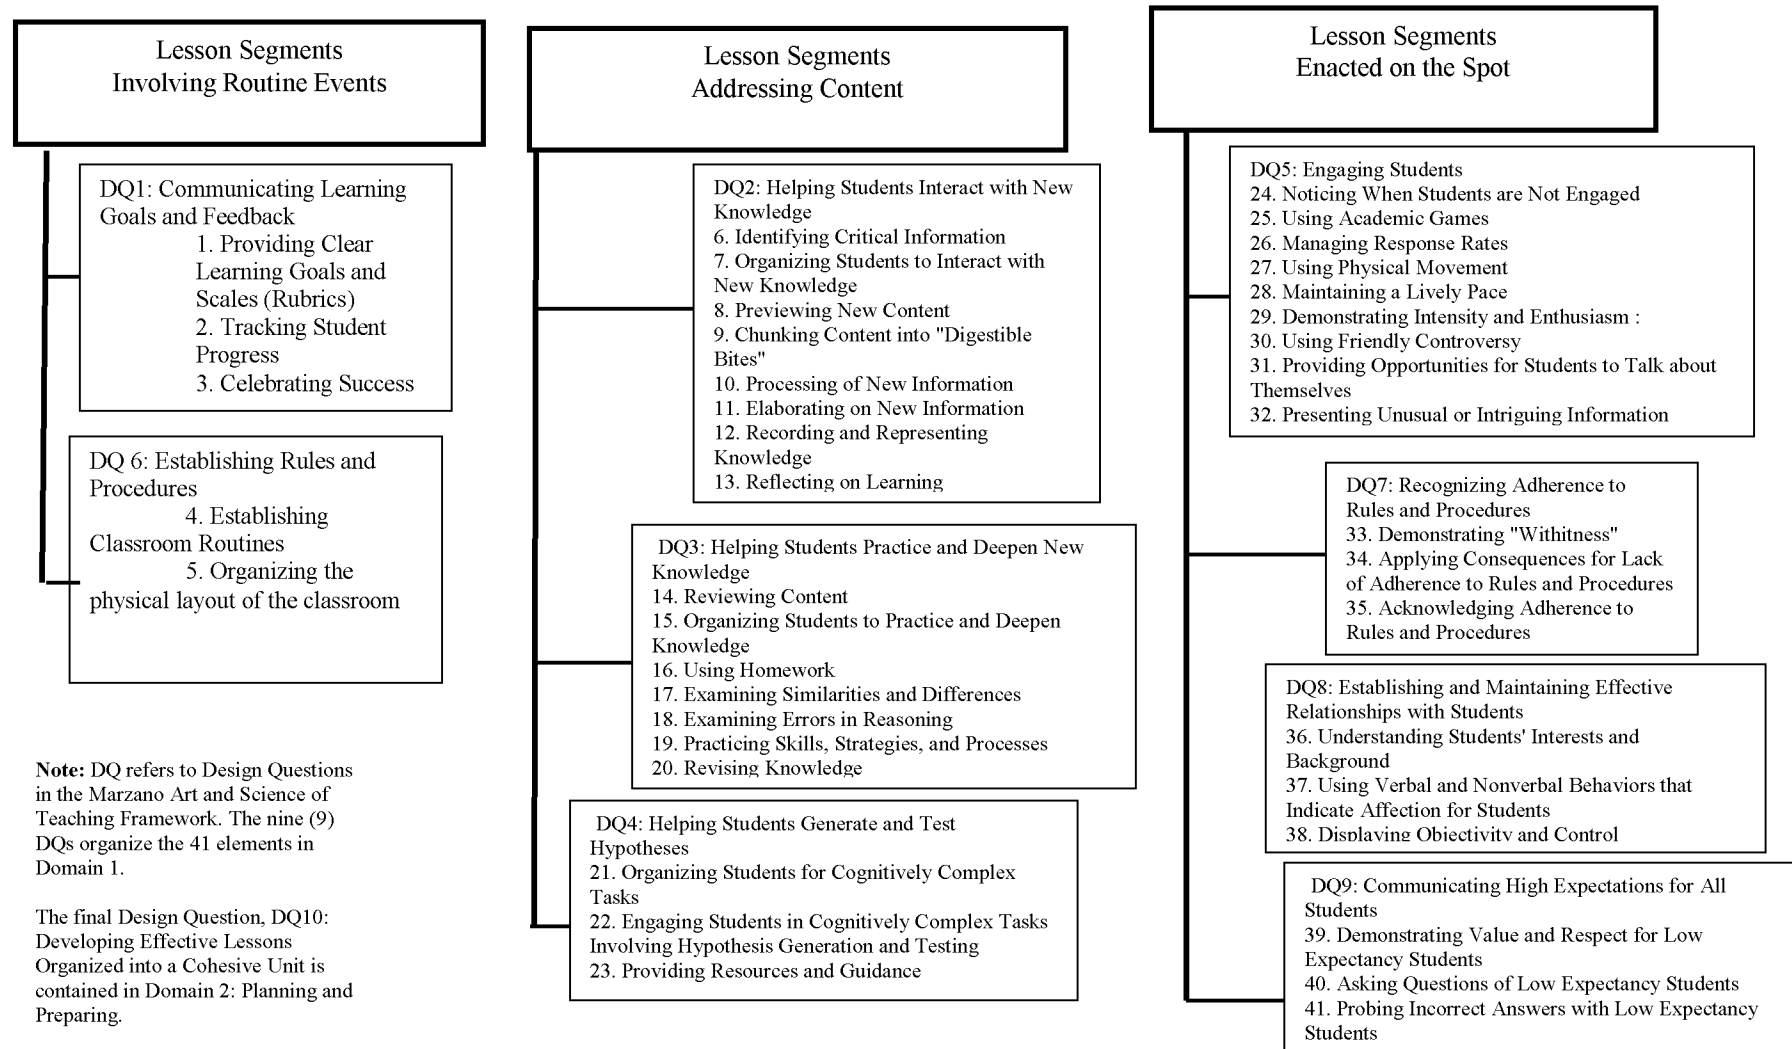 Lesson Segments
Involving Routine Events
DQ1: Communicating Learning
Goals and Feedback
1. Providing Clear
Learning Goals and
Scales (Rubrics)
2. Tracking Student
Progress
3. Celebrating Success
DQ 6: Establishing Rules and
Procedures
4. Establishing
Classroom Routines
5. Organizing the
physical layout of the classroom
Note: DQ refers to Design Questions
in the Marzano Art and Science of
Teaching Framework. The nine (9)
DQs organize the 41 elements in
Domain 1.
The final Design Question, DQ10:
Developing Effective Lessons
Organized into a Cohesive Unit is
contained in Domain 2: Planning and
Preparing.
Lesson Segments
Addressing Content
DQ2: Helping Students Interact with New
Knowledge
6. Identifying Critical Information
7. Organizing Students to Interact with
New Knowledge
8. Previewing New Content
9. Chunking Content into "Digestible
Bites"
10. Processing of New Information
11. Elaborating on New Information
12. Recording and Representing
Knowledge
13. Reflecting on Learning
DQ3: Helping Students Practice and Deepen New
Knowledge
14. Reviewing Content
15. Organizing Students to Practice and Deepen
Knowledge
16. Using Homework
17. Examining Similarities and Differences
18. Examining Errors in Reasoning
19. Practicing Skills, Strategies, and Processes
20. Revising Knowledge
DQ4: Helping Students Generate and Test
Hypotheses
21. Organizing Students for Cognitively Complex
Tasks
22. Engaging Students in Cognitively Complex Tasks
Involving Hypothesis Generation and Testing
23. Providing Resources and Guidance
Lesson Segments
Enacted on the Spot
DQ5: Engaging Students
24. Noticing When Students are Not Engaged
25. Using Academic Games
26. Managing Response Rates
27. Using Physical Movement
28. Maintaining a Lively Pace
29. Demonstrating Intensity and Enthusiasm :
30. Using Friendly Controversy
31. Providing Opportunities for Students to Talk about
Themselves
32. Presenting Unusual or Intriguing Information
DQ7: Recognizing Adherence to
Rules and Procedures
33. Demonstrating "Withitness"
34. Applying Consequences for Lack
of Adherence to Rules and Procedures
35. Acknowledging Adherence to
Rules and Procedures
DQ8: Establishing and Maintaining Effective
Relationships with Students
36. Understanding Students' Interests and
Background
37. Using Verbal and Nonverbal Behaviors that
Indicate Affection for Students
38. Displaying Objectivity and Control
DQ9: Communicating High Expectations for All
Students
39. Demonstrating Value and Respect for Low
Expectancy Students
40. Asking Questions of Low Expectancy Students
41. Probing Incorrect Answers with Low Expectancy
Students